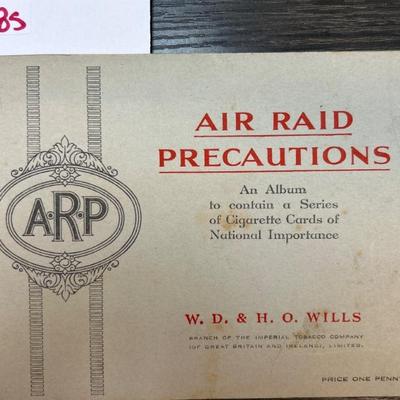 8s
AIR RAID
PRECAUTIONS
An Album
to contain a Series
of Cigarette Cards of
National Importance
A·R·P
W. D. & H. O. WILLS
BRANCH OF THE IMPERIAL TOBACCO COMPANY
(OF GREAT BRITAIN AND IRELAND), LIMITED.
PRICE ONE PENNY